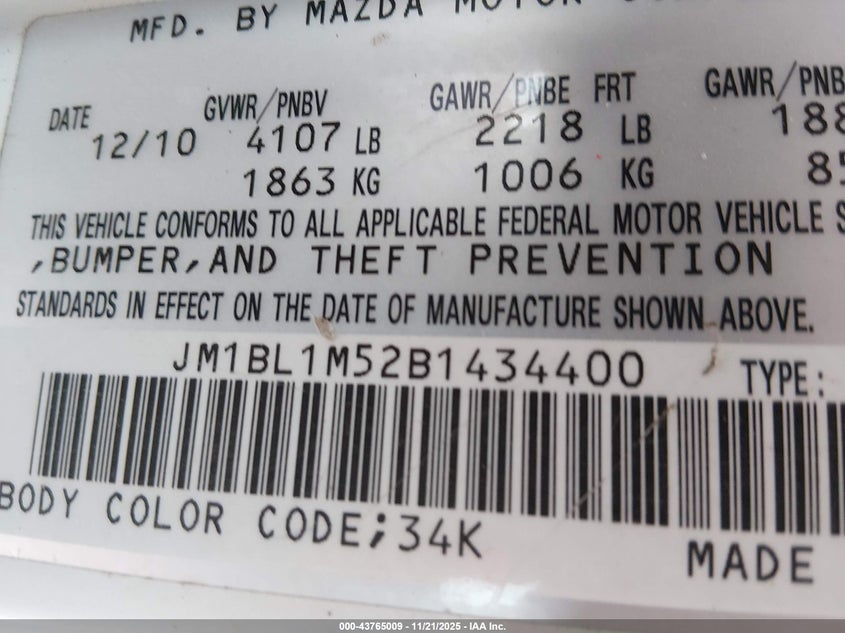 MFD. BY MAZDA MOTOR
DATE GVWR/PNBV GAWR/PNBE FRT GAWR/PNB
12/10 4107 LB 2218 LB 188
1863 KG 1006 KG 85
THIS VEHICLE CONFORMS TO ALL APPLICABLE FEDERAL MOTOR VEHICLE S
,BUMPER,AND THEFT PREVENTION
STANDARDS IN EFFECT ON THE DATE OF MANUFACTURE SHOWN ABOVE.
JM1BL1M52B1434400 TYPE:
BODY COLOR CODE;34K
MADE
000-43765009 - 11/21/2025 - IAA Inc.